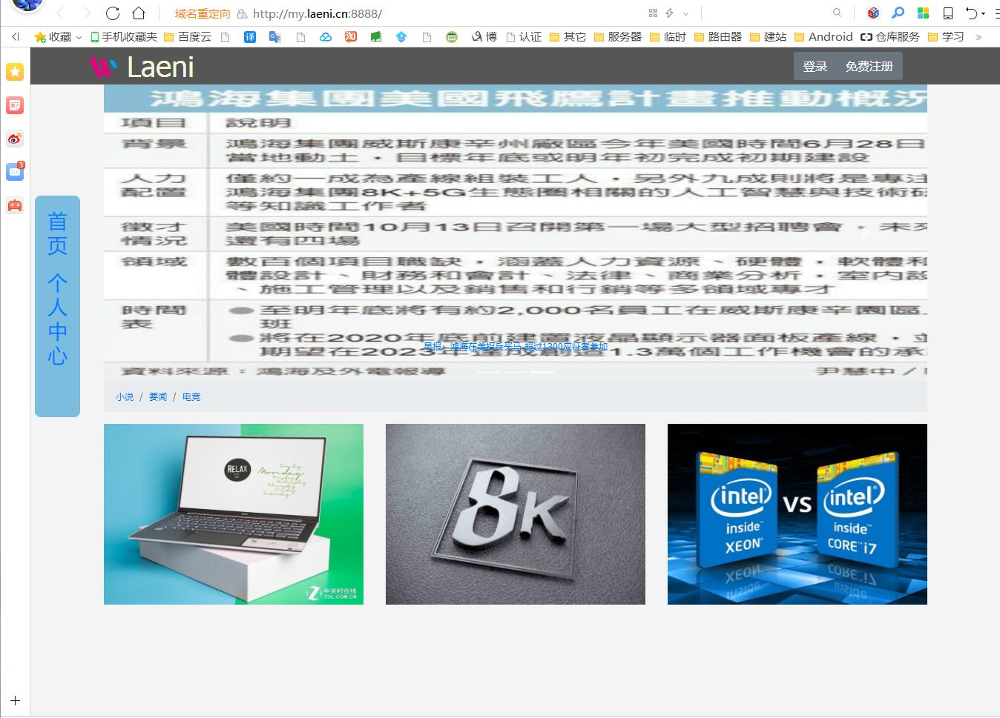 域名重定向 http://my.laeni.cn:8888/
收藏 手机收藏夹 百度云 译 淘 博 认证 其它 服务器 临时 路由器 建站 Android 仓库服务 学习 »
Laeni 登录 免费注册
3
首页
个人中心
鴻海集團美國飛鷹計畫推動概況
項目 說明
背景 鴻海集團威斯康辛州廠區今年美國時間6月28日
當地動土，目標年底或明年初完成初期建設
人力配置 僅約一成為產線組裝工人，另外九成則將是專注
鴻海集團8K+5G生態圈相關的人工智慧與技術研
等知識工作者
徵才情況 美國時間10月13日召開第一場大型招聘會，未來
還有四場
領域 數百個項目職缺，涵蓋人力資源、硬體，軟體和
體設計、財務和會計、法律、商業分析，室內設
、施工管理以及銷售和行銷等多領域專才
時間表 ●至明年底將有約2,000名員工在威斯康辛園區上
班
●將在2020年底前建置液晶顯示器面板產線，並
早报：鸿海在美招兵买马 超过1300应征者参加
期望在2023年達成創造1.3萬個工作機會的承
資料來源：鴻海及外電報導 尹慧中／
小说 / 要闻 / 电竞
RELAX
Monday
中关村在线
ZOL.COM.CN
8K
intel inside™ XEON®
VS
intel inside™ CORE™ i7